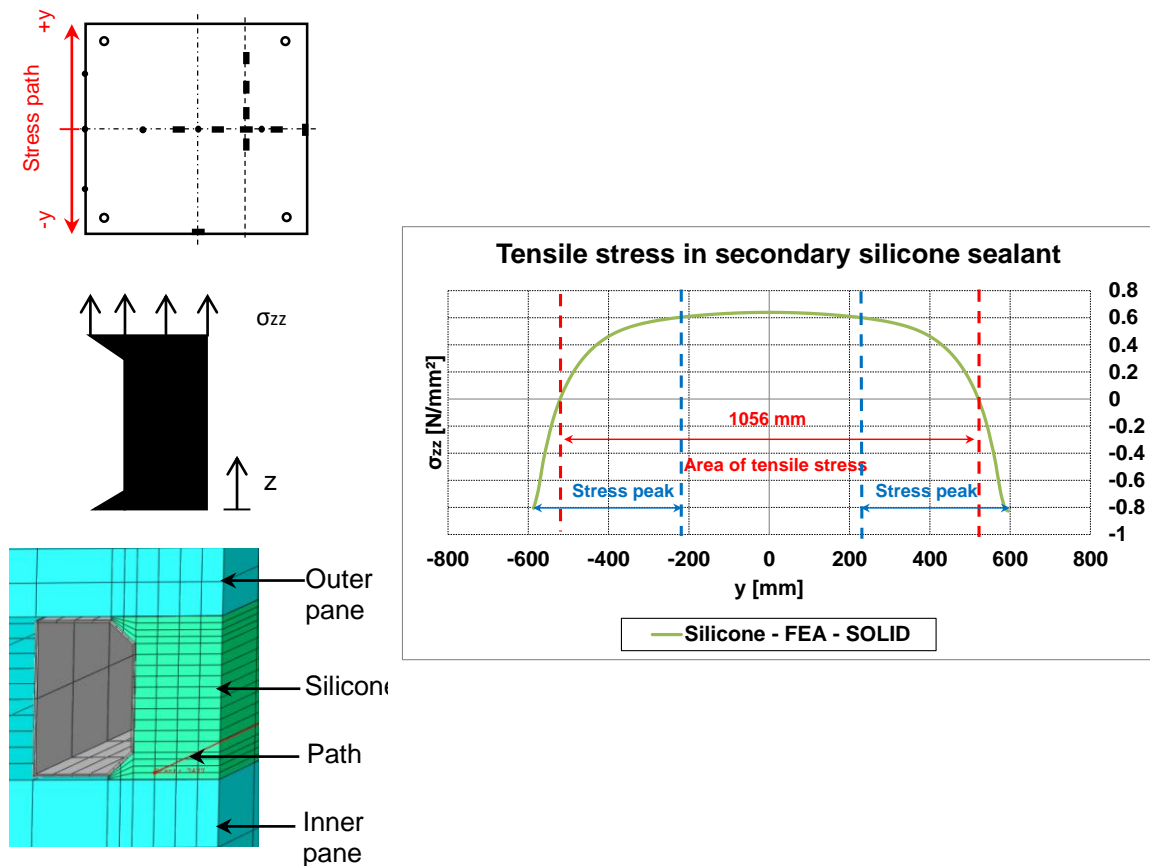 +y
Stress path
-y
σzz
z
Outer
pane
Silicone
Path
Inner
pane
Tensile stress in secondary silicone sealant
σzz [N/mm²]
0.8
0.6
0.4
0.2
0
-0.2
-0.4
-0.6
-0.8
-1
1056 mm
Area of tensile stress
Stress peak Stress peak
-800 -600 -400 -200 0 200 400 600 800
y [mm]
Silicone - FEA - SOLID